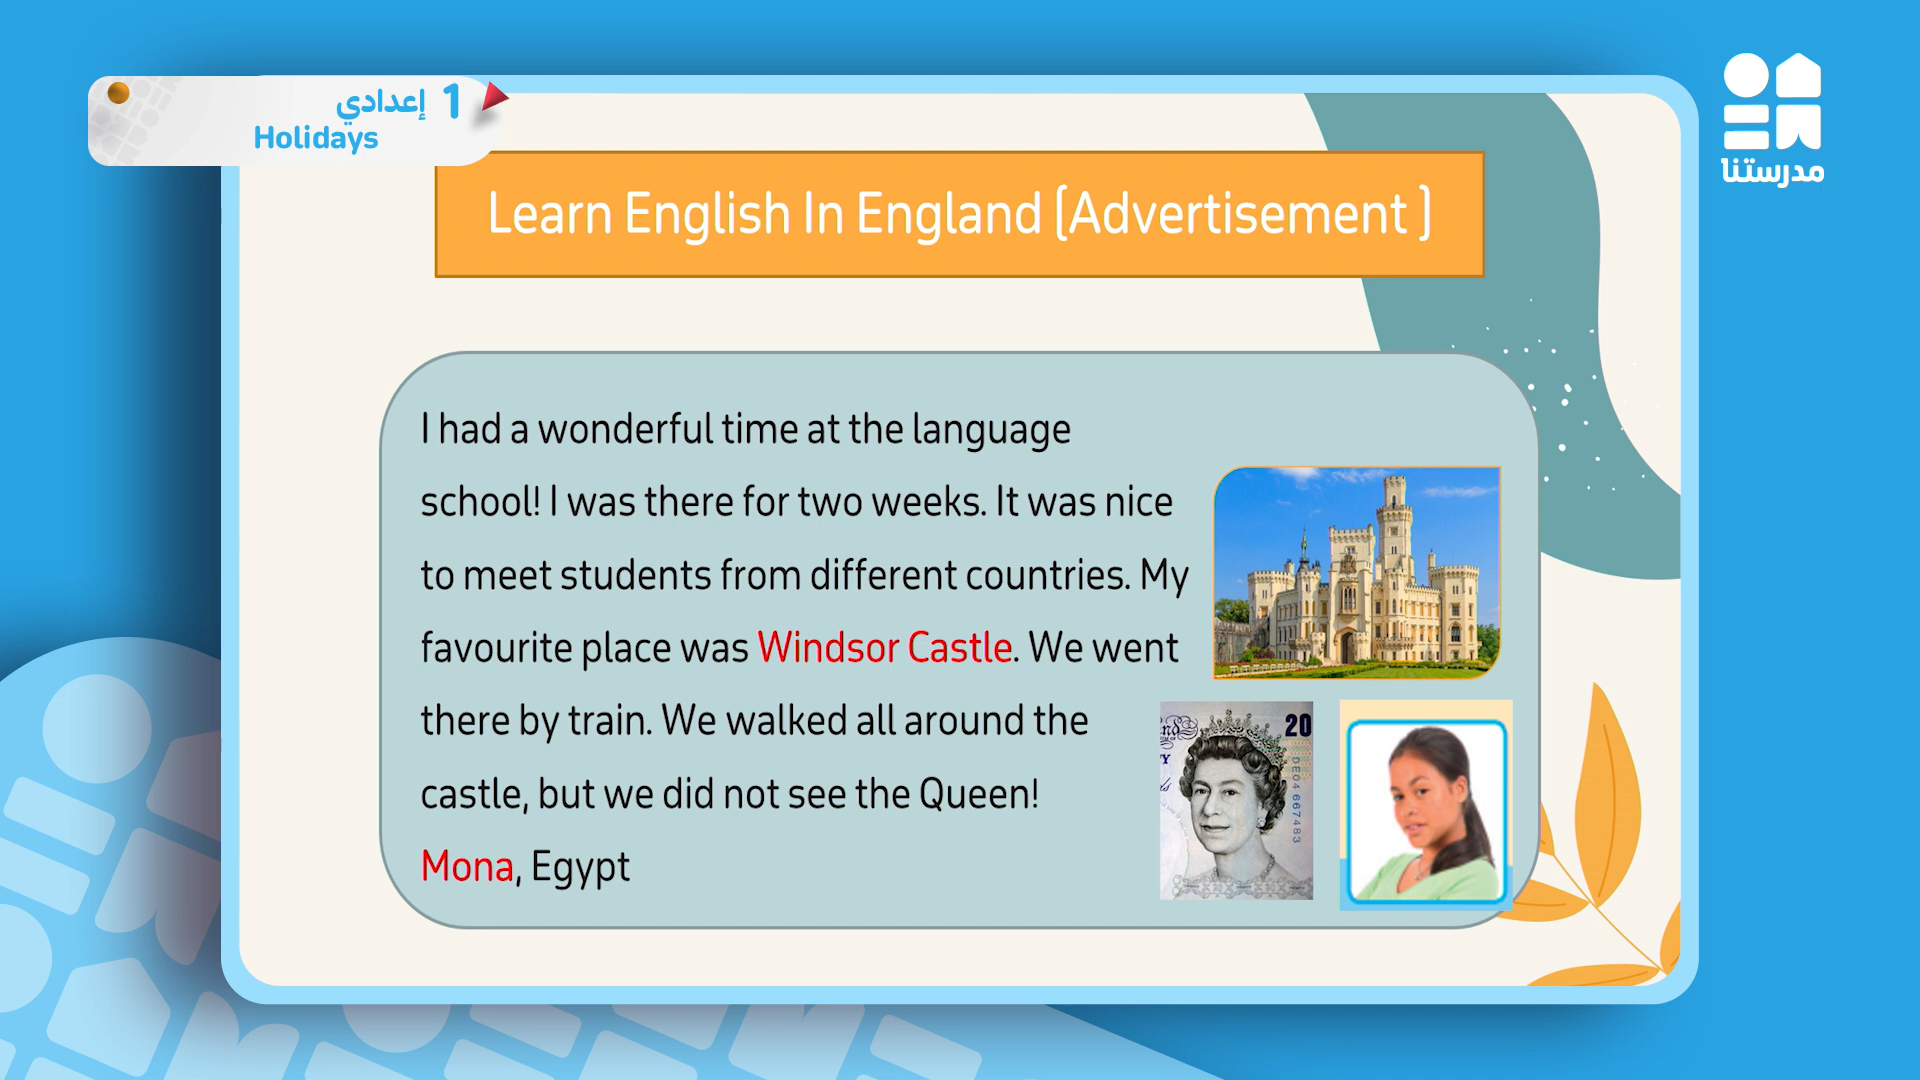 1 إعدادي
Holidays
مدرستنا
Learn English In England (Advertisement )
I had a wonderful time at the language
school! I was there for two weeks. It was nice
to meet students from different countries. My
favourite place was Windsor Castle. We went
there by train. We walked all around the
castle, but we did not see the Queen!
Mona, Egypt
20
DE04 667483